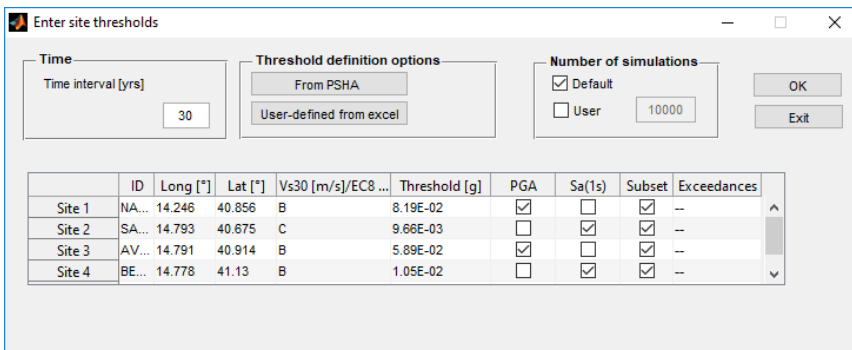 Enter site thresholds
Time
Threshold definition options
Number of simulations
Time interval [yrs]
30
From PSHA
User-defined from excel
Default
User
10000
OK
Exit
ID Long [°] Lat [°] Vs30 [m/s]/EC8 ... Threshold [g] PGA Sa(1s) Subset Exceedances
Site 1 NA... 14.246 40.856 B 8.19E-02 --
Site 2 SA... 14.793 40.675 C 9.66E-03 --
Site 3 AV... 14.791 40.914 B 5.89E-02 --
Site 4 BE... 14.778 41.13 B 1.05E-02 --